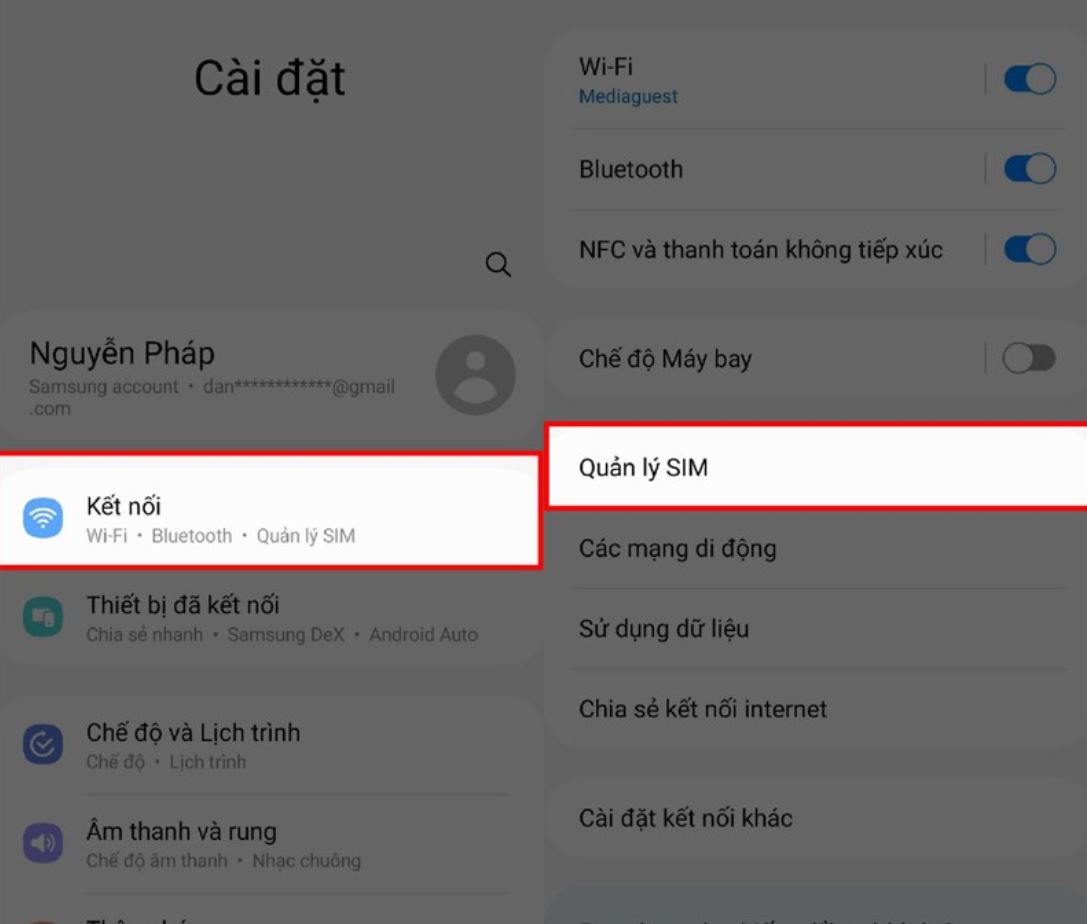 Cài đặt
Nguyễn Pháp
Samsung account • dan************@gmail
.com
Kết nối
Wi-Fi • Bluetooth • Quản lý SIM
Thiết bị đã kết nối
Chia sẻ nhanh • Samsung DeX • Android Auto
Chế độ và Lịch trình
Chế độ • Lịch trình
Âm thanh và rung
Chế độ âm thanh • Nhạc chuông
Wi-Fi
Mediaguest
Bluetooth
NFC và thanh toán không tiếp xúc
Chế độ Máy bay
Quản lý SIM
Các mạng di động
Sử dụng dữ liệu
Chia sẻ kết nối internet
Cài đặt kết nối khác